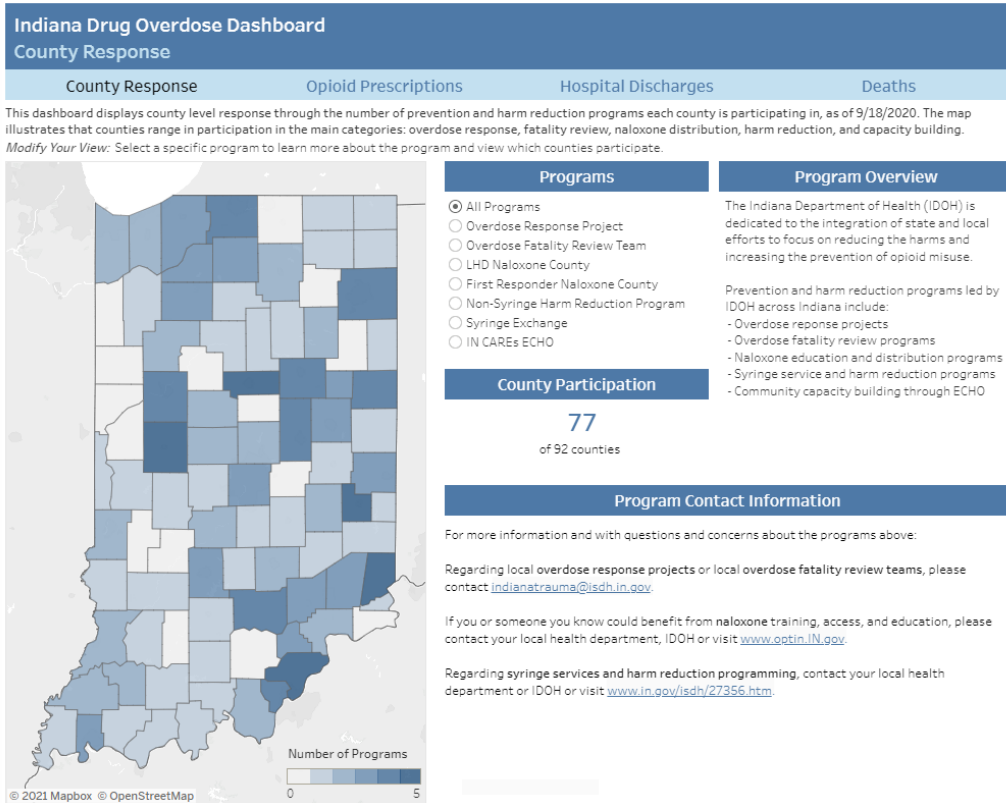 Indiana Drug Overdose Dashboard
County Response
County Response Opioid Prescriptions Hospital Discharges Deaths
This dashboard displays county level response through the number of prevention and harm reduction programs each county is participating in, as of 9/18/2020. The map
illustrates that counties range in participation in the main categories: overdose response, fatality review, naloxone distribution, harm reduction, and capacity building.
Modify Your View: Select a specific program to learn more about the program and view which counties participate.
Programs
All Programs
Overdose Response Project
Overdose Fatality Review Team
LHD Naloxone County
First Responder Naloxone County
Non-Syringe Harm Reduction Program
Syringe Exchange
IN CAREs ECHO
Program Overview
The Indiana Department of Health (IDOH) is
dedicated to the integration of state and local
efforts to focus on reducing the harms and
increasing the prevention of opioid misuse.
Prevention and harm reduction programs led by
IDOH across Indiana include:
- Overdose reponse projects
- Overdose fatality review programs
- Naloxone education and distribution programs
- Syringe service and harm reduction programs
- Community capacity building through ECHO
County Participation
77
of 92 counties
Program Contact Information
For more information and with questions and concerns about the programs above:
Regarding local overdose response projects or local overdose fatality review teams, please
contact indianatrauma@isdh.in.gov.
If you or someone you know could benefit from naloxone training, access, and education, please
contact your local health department, IDOH or visit www.optin.IN.gov.
Regarding syringe services and harm reduction programming, contact your local health
department or IDOH or visit www.in.gov/isdh/27356.htm.
Number of Programs
0 5
© 2021 Mapbox © OpenStreetMap